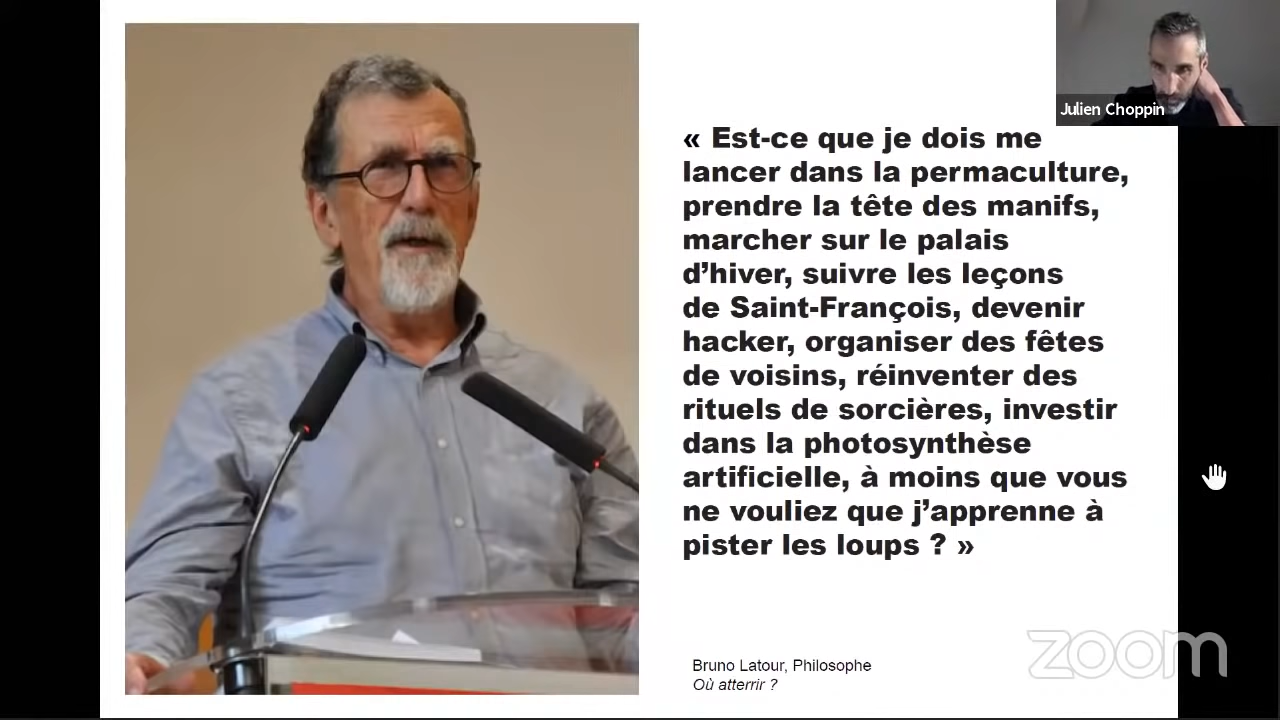 Julien Choppin
« Est-ce que je dois me
lancer dans la permaculture,
prendre la tête des manifs,
marcher sur le palais
d’hiver, suivre les leçons
de Saint-François, devenir
hacker, organiser des fêtes
de voisins, réinventer des
rituels de sorcières, investir
dans la photosynthèse
artificielle, à moins que vous
ne vouliez que j’apprenne à
pister les loups ? »
Bruno Latour, Philosophe
Où atterrir ?
zoom